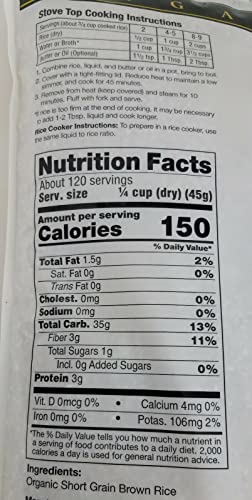 G A
Stove Top Cooking Instructions
Servings (about 3/4 cup cooked rice) 2 4-5 8-9
Rice (dry) 1/2 cup 1 cup 2 cups
Water or Broth* 1 cup 1 3/4 cup 3 1/2 cups
Butter or Oil (Optional) 1 1/2 tsp 1 Tbsp 2 Tbsp
1. Combine rice, liquid, and butter or oil in a pot, bring to boil.
2. Cover with a tight-fitting lid. Reduce heat to maintain a low
simmer, and cook for 45 minutes.
3. Remove from heat (keep covered) and steam for 10
minutes. Fluff with fork and serve.
*If rice is too firm at the end of cooking, it may be necessary
to add 1-2 Tbsp. liquid and cook longer.
Rice Cooker Instructions: To prepare in a rice cooker, use
the same liquid to rice ratio.
Nutrition Facts
About 120 servings
Serv. size 1/4 cup (dry) (45g)
Amount per serving
Calories 150
% Daily Value*
Total Fat 1.5g 2%
Sat. Fat 0g 0%
Trans Fat 0g
Cholest. 0mg 0%
Sodium 0mg 0%
Total Carb. 35g 13%
Fiber 3g 11%
Total Sugars 1g
Incl. 0g Added Sugars 0%
Protein 3g
Vit. D 0mcg 0% • Calcium 4mg 0%
Iron 0mg 0% • Potas. 106mg 2%
*The % Daily Value tells you how much a nutrient in
a serving of food contributes to a daily diet. 2,000
calories a day is used for general nutrition advice.
Ingredients:
Organic Short Grain Brown Rice